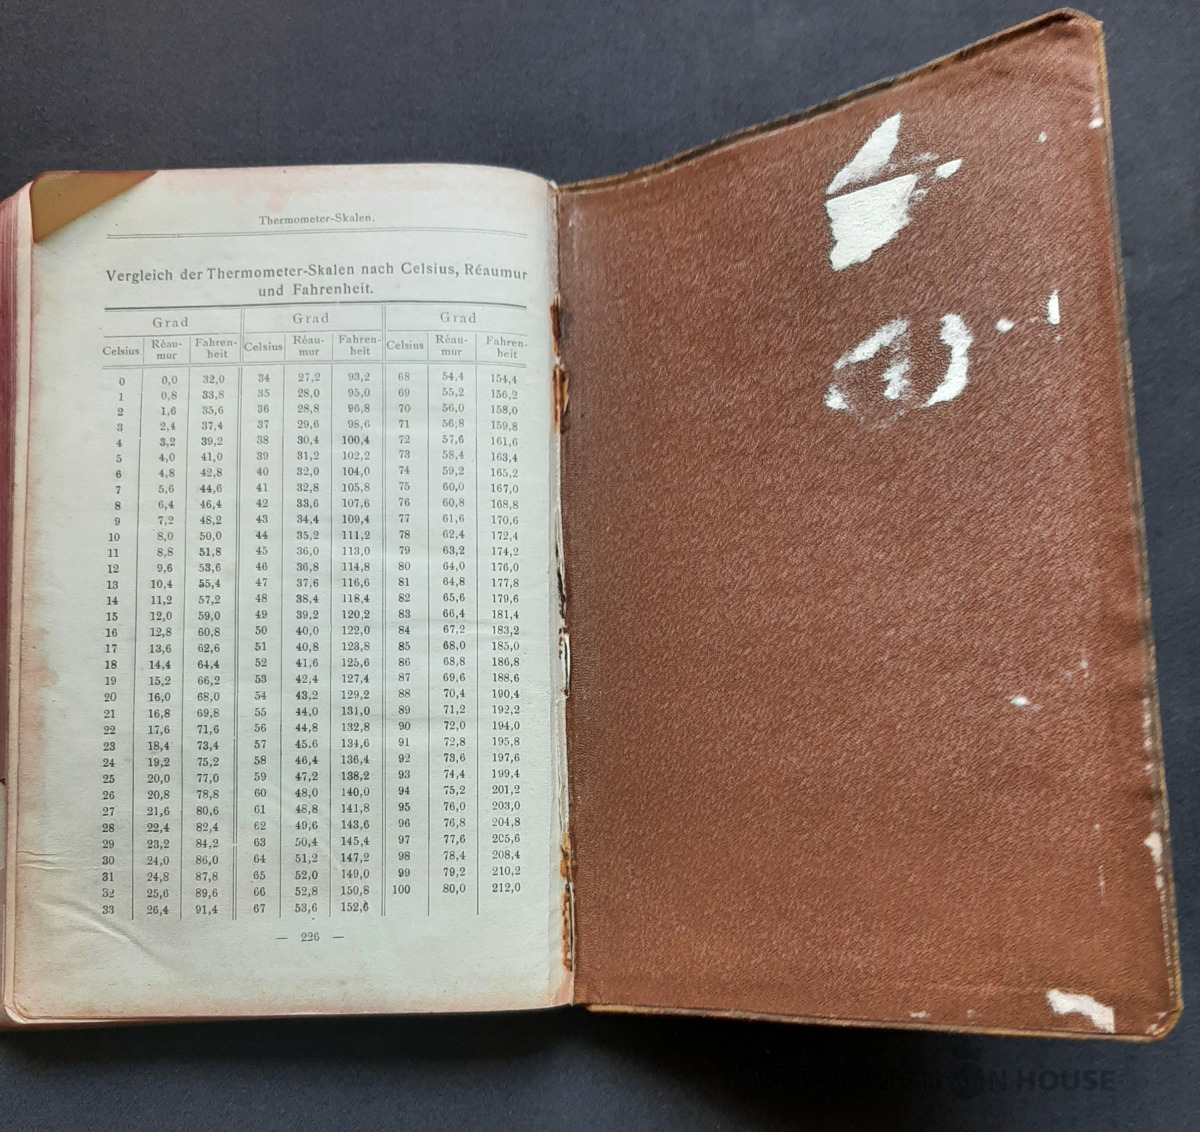 Thermometer-Skalen.
Vergleich der Thermometer-Skalen nach Celsius, Réaumur
und Fahrenheit.
Grad Grad Grad
Celsius Réau-mur Fahren-heit Celsius Réau-mur Fahren-heit Celsius Réau-mur Fahren-heit
0 0,0 32,0 34 27,2 93,2 68 54,4 154,4
1 0,8 33,8 35 28,0 95,0 69 55,2 156,2
2 1,6 35,6 36 28,8 96,8 70 56,0 158,0
3 2,4 37,4 37 29,6 98,6 71 56,8 159,8
4 3,2 39,2 38 30,4 100,4 72 57,6 161,6
5 4,0 41,0 39 31,2 102,2 73 58,4 163,4
6 4,8 42,8 40 32,0 104,0 74 59,2 165,2
7 5,6 44,6 41 32,8 105,8 75 60,0 167,0
8 6,4 46,4 42 33,6 107,6 76 60,8 168,8
9 7,2 48,2 43 34,4 109,4 77 61,6 170,6
10 8,0 50,0 44 35,2 111,2 78 62,4 172,4
11 8,8 51,8 45 36,0 113,0 79 63,2 174,2
12 9,6 53,6 46 36,8 114,8 80 64,0 176,0
13 10,4 55,4 47 37,6 116,6 81 64,8 177,8
14 11,2 57,2 48 38,4 118,4 82 65,6 179,6
15 12,0 59,0 49 39,2 120,2 83 66,4 181,4
16 12,8 60,8 50 40,0 122,0 84 67,2 183,2
17 13,6 62,6 51 40,8 123,8 85 68,0 185,0
18 14,4 64,4 52 41,6 125,6 86 68,8 186,8
19 15,2 66,2 53 42,4 127,4 87 69,6 188,6
20 16,0 68,0 54 43,2 129,2 88 70,4 190,4
21 16,8 69,8 55 44,0 131,0 89 71,2 192,2
22 17,6 71,6 56 44,8 132,8 90 72,0 194,0
23 18,4 73,4 57 45.6 134,6 91 72,8 195,8
24 19,2 75,2 58 46,4 136,4 92 73,6 197,6
25 20,0 77,0 59 47,2 138,2 93 74,4 199,4
26 20,8 78,8 60 48,0 140,0 94 75,2 201,2
27 21,6 80,6 61 48,8 141,8 95 76,0 203,0
28 22,4 82,4 62 49,6 143,6 96 76,8 204,8
29 23,2 84,2 63 50,4 145,4 97 77,6 205,6
30 24,0 86,0 64 51,2 147,2 98 78,4 208,4
31 24,8 87,8 65 52,0 149,0 99 79,2 210,2
32 25,6 89,6 66 52,8 150,8 100 80,0 212,0
33 26,4 91,4 67 53,6 152,6
— 226 —
HOUSE